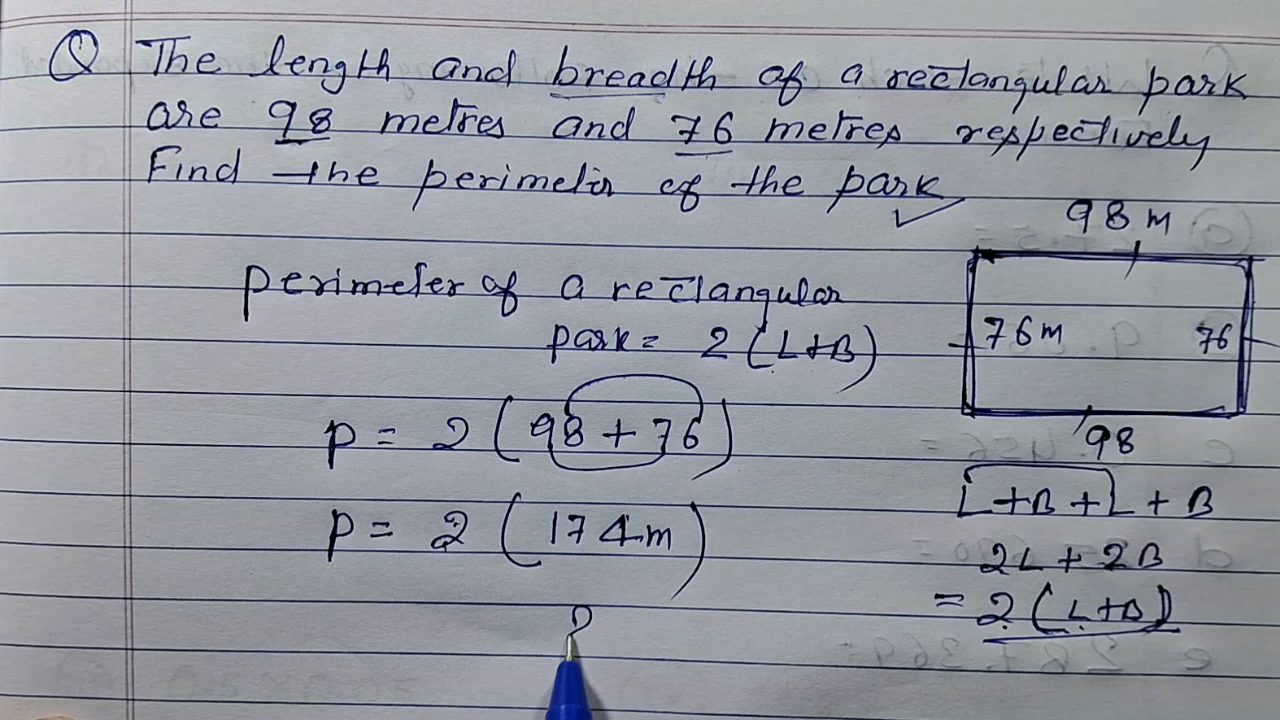 Q The length and breadth of a rectangular park
are 98 metres and 76 metres respectively
Find the perimeter of the park
98 m
perimeter of a rectangular
park = 2 (L+B)
76 m
76
98
p = 2 (98 + 76)
L + B + L + B
p = 2 (174 m)
2L + 2B
= 2 (L+B)